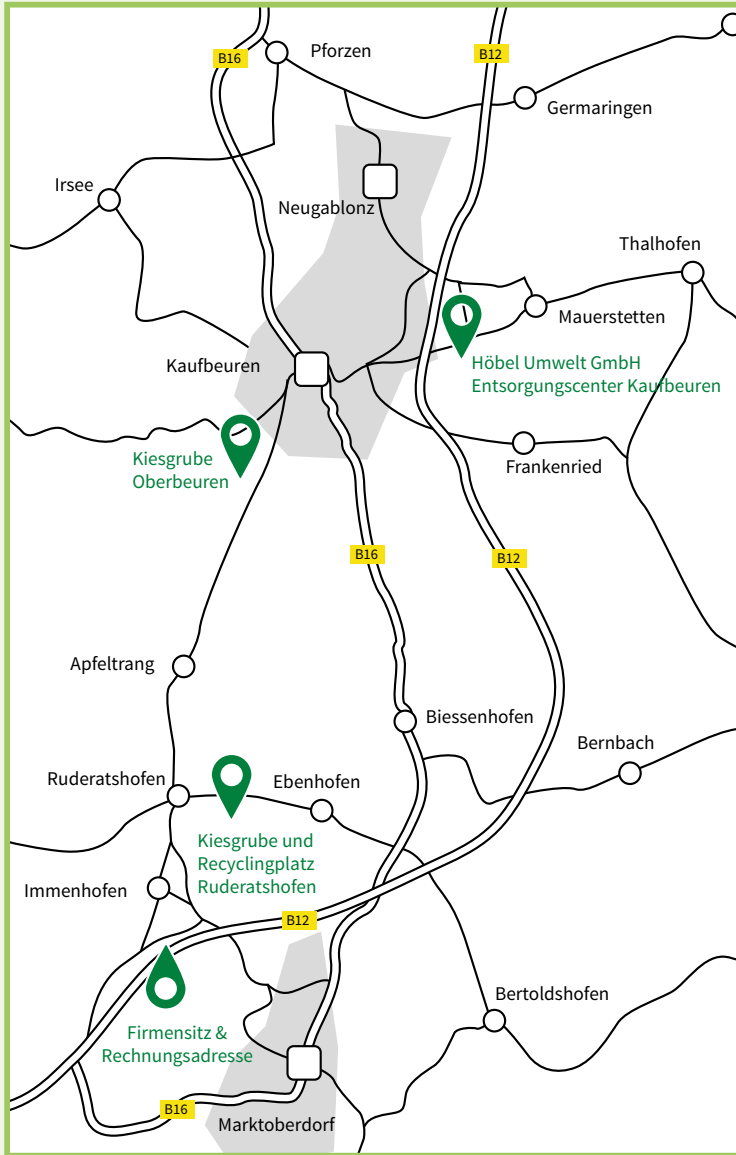 B16
Pforzen
B12
Germaringen
Irsee
Neugablonz
Thalhofen
Mauerstetten
Kaufbeuren
Höbel Umwelt GmbH
Entsorgungscenter Kaufbeuren
Kiesgrube
Oberbeuren
Frankenried
B16
B12
Apfeltrang
Biessenhofen
Bernbach
Ruderatshofen
Ebenhofen
Kiesgrube und
Recyclingplatz
Ruderatshofen
Immenhofen
B12
Bertoldshofen
Firmensitz &
Rechnungsadresse
B16
Marktoberdorf